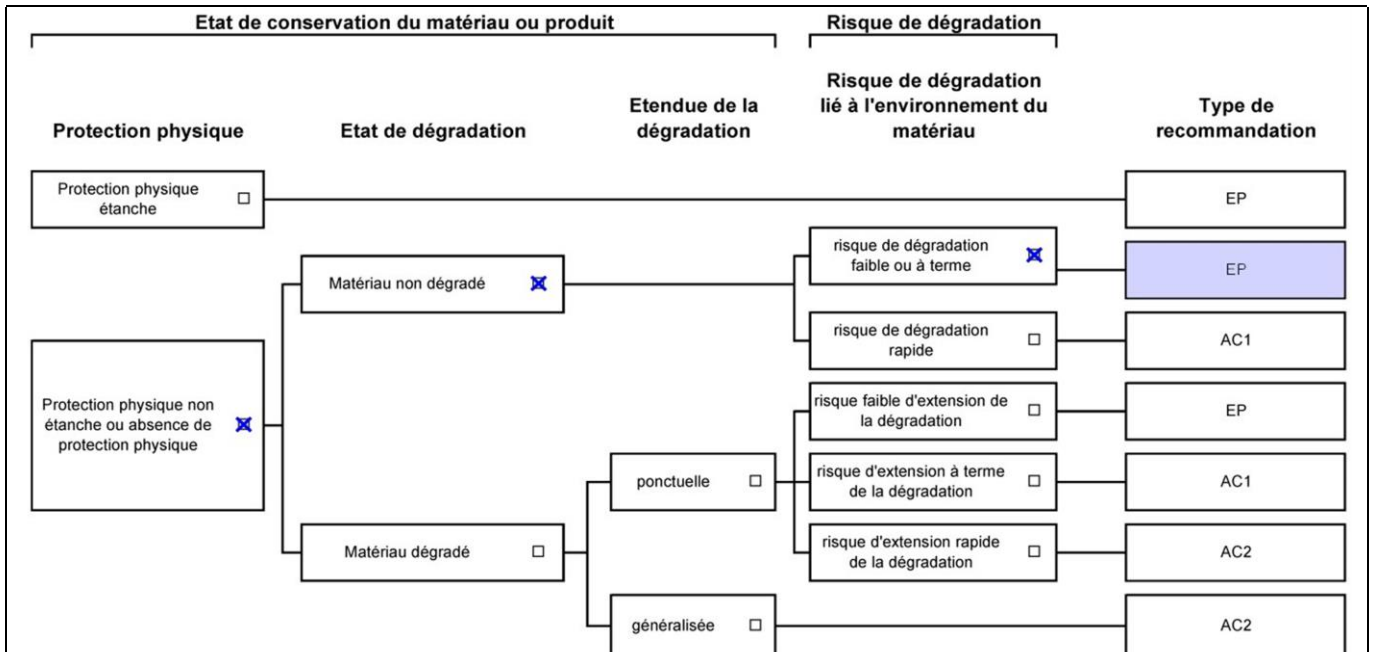 Etat de conservation du matériau ou produit
Risque de dégradation
Protection physique
Etat de dégradation
Etendue de la
dégradation
Risque de dégradation
lié à l'environnement du
matériau
Type de
recommandation
Protection physique
étanche
EP
risque de dégradation
faible ou à terme
EP
Matériau non dégradé
risque de dégradation
rapide
AC1
Protection physique non
étanche ou absence de
protection physique
risque faible d'extension de
la dégradation
EP
ponctuelle
risque d'extension à terme
de la dégradation
AC1
Matériau dégradé
risque d'extension rapide
de la dégradation
AC2
généralisée
AC2